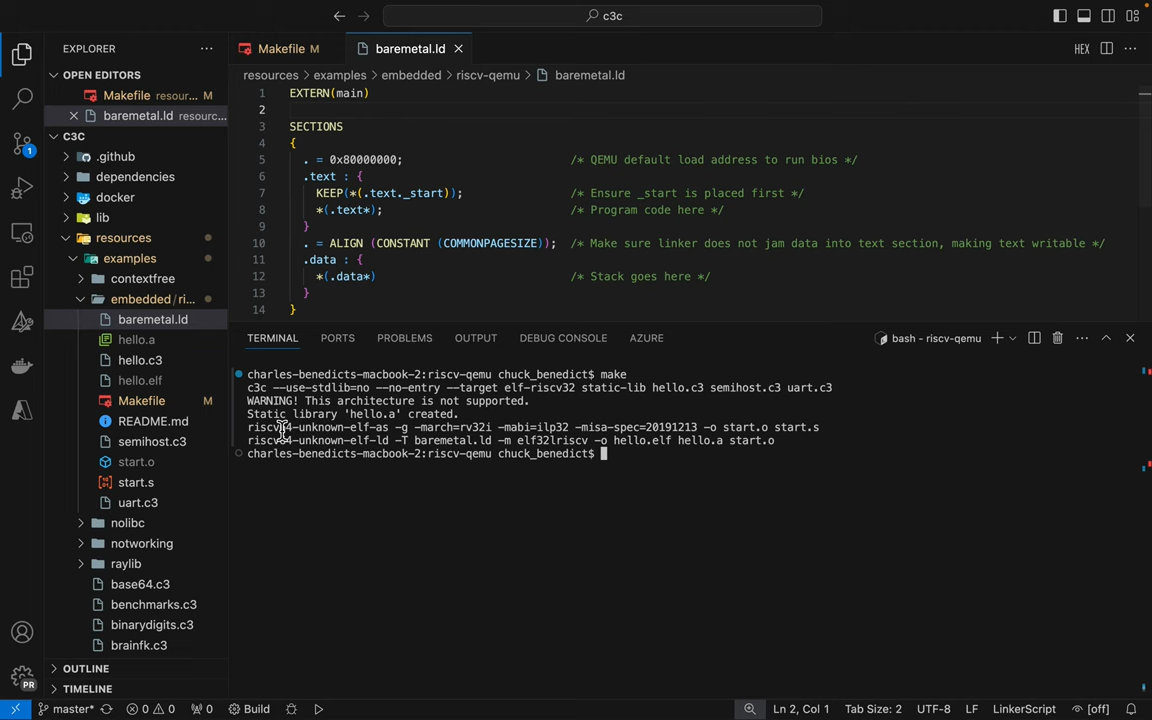 c3c
EXPLORER
OPEN EDITORS
Makefile resour... M
baremetal.ld resourc...
C3C
.github
dependencies
docker
lib
resources
examples
contextfree
embedded/ri...
baremetal.ld
hello.a
hello.c3
hello.elf
Makefile M
README.md
semihost.c3
start.o
start.s
uart.c3
nolibc
notworking
raylib
base64.c3
benchmarks.c3
binarydigits.c3
brainfk.c3
OUTLINE
TIMELINE
Makefile M
baremetal.ld
HEX
resources > examples > embedded > riscv-qemu > baremetal.ld
1 EXTERN(main)
2
3 SECTIONS
4 {
5 . = 0x80000000; /* QEMU default load address to run bios */
6 .text : {
7 KEEP(*(.text._start)); /* Ensure _start is placed first */
8 *(.text*); /* Program code here */
9 }
10 . = ALIGN (CONSTANT (COMMONPAGESIZE)); /* Make sure linker does not jam data into text section, making text writable */
11 .data : {
12 *(.data*) /* Stack goes here */
13 }
14 }
TERMINAL PORTS PROBLEMS OUTPUT DEBUG CONSOLE AZURE
bash - riscv-qemu
charles-benedicts-macbook-2:riscv-qemu chuck_benedict$ make
c3c --use-stdlib=no --no-entry --target elf-riscv32 static-lib hello.c3 semihost.c3 uart.c3
WARNING! This architecture is not supported.
Static library 'hello.a' created.
riscv64-unknown-elf-as -g -march=rv32i -mabi=ilp32 -misa-spec=20191213 -o start.o start.s
riscv64-unknown-elf-ld -T baremetal.ld -m elf32lriscv -o hello.elf hello.a start.o
charles-benedicts-macbook-2:riscv-qemu chuck_benedict$
1
PR
master* 0 0 0 Build
Ln 2, Col 1 Tab Size: 2 UTF-8 LF LinkerScript [off]